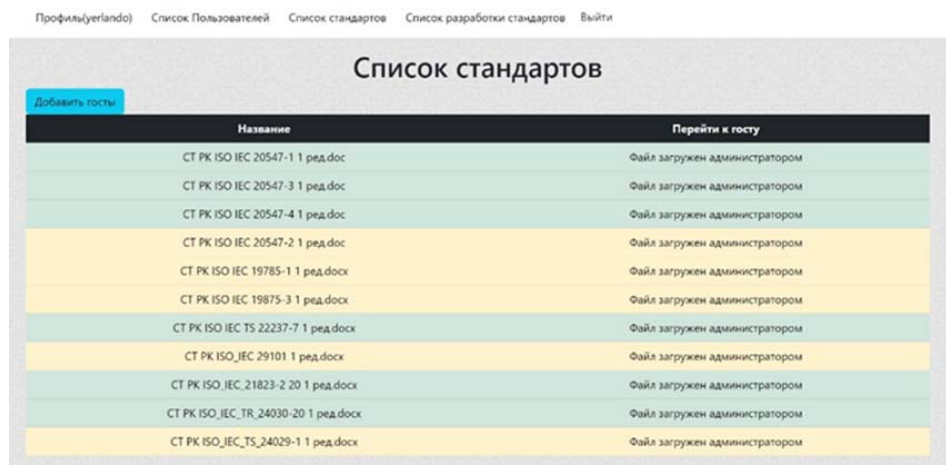 Профиль(yerlando) Список Пользователей Список стандартов Список разработки стандартов Выйти
Список стандартов
Добавить госты
Название Перейти к госту
СТ РК ISO IEC 20547-1 1 ред.doc Файл загружен администратором
СТ РК ISO IEC 20547-3 1 ред.doc Файл загружен администратором
СТ РК ISO IEC 20547-4 1 ред.doc Файл загружен администратором
СТ РК ISO IEC 20547-2 1 ред.doc Файл загружен администратором
СТ РК ISO IEC 19785-1 1 ред.docx Файл загружен администратором
СТ РК ISO IEC 19875-3 1 ред.docx Файл загружен администратором
СТ РК ISO IEC TS 22237-7 1 ред.docx Файл загружен администратором
СТ РК ISO_IEC 29101 1 ред.docx Файл загружен администратором
СТ РК ISO_IEC_21823-2 20 1 ред.docx Файл загружен администратором
СТ РК ISO_IEC_TR_24030-20 1 ред.docx Файл загружен администратором
СТ РК ISO_IEC_TS_24029-1 1 ред.docx Файл загружен администратором